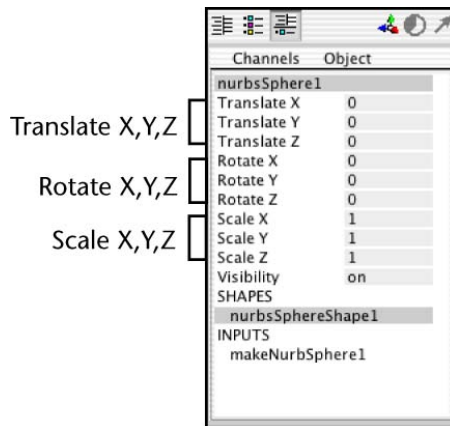 Channels Object
nurbsSphere1
Translate X 0
Translate Y 0
Translate Z 0
Rotate X 0
Rotate Y 0
Rotate Z 0
Scale X 1
Scale Y 1
Scale Z 1
Visibility on
SHAPES
nurbsSphereShape1
INPUTS
makeNurbSphere1
Translate X,Y,Z
Rotate X,Y,Z
Scale X,Y,Z